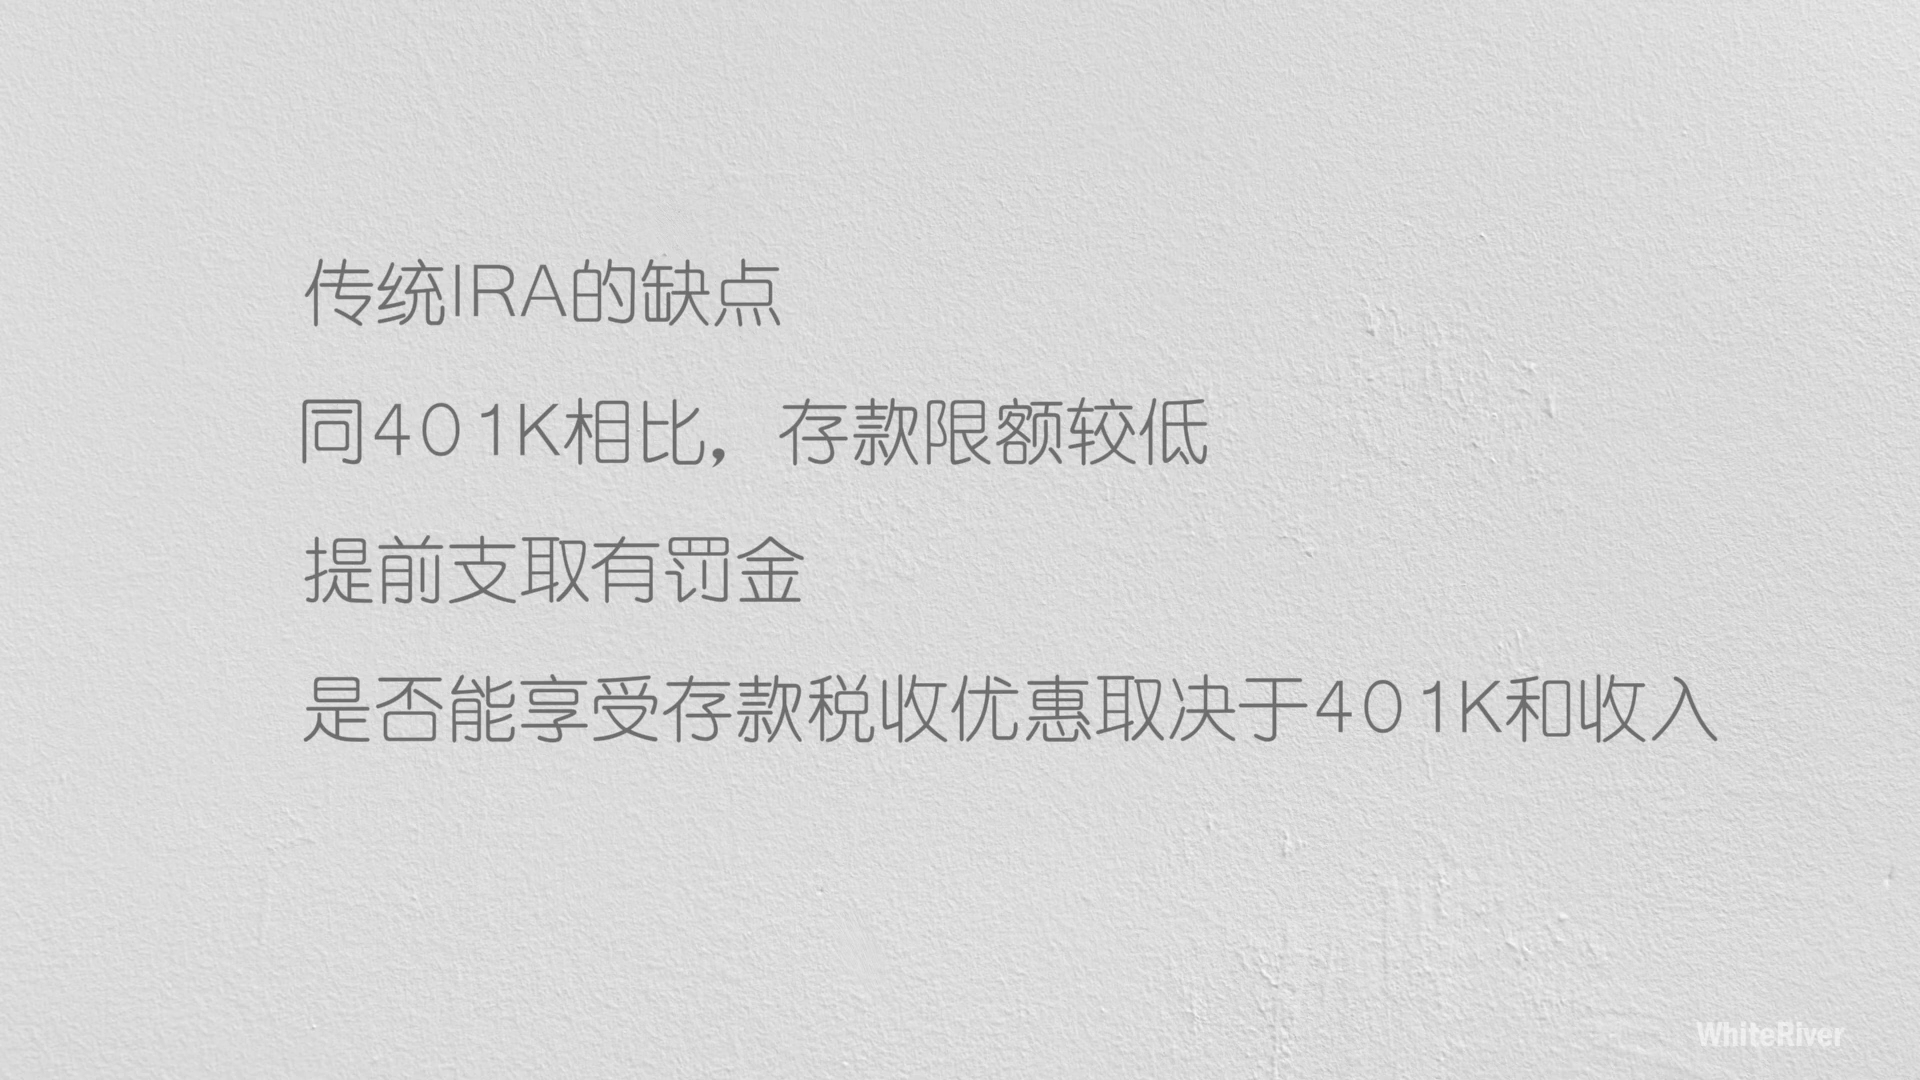 传统IRA的缺点
同401K相比，存款限额较低
提前支取有罚金
是否能享受存款税收优惠取决于401K和收入
WhiteRiver